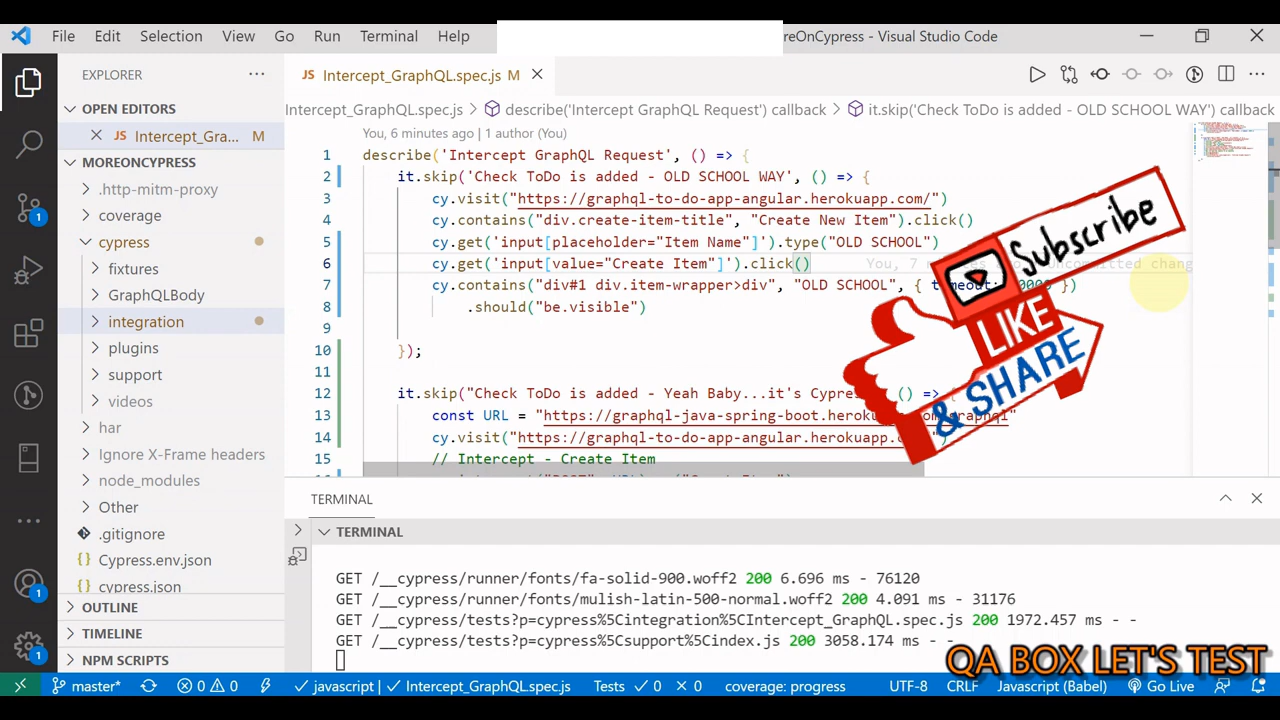 File Edit Selection View Go Run Terminal Help
reOnCypress - Visual Studio Code
EXPLORER
OPEN EDITORS
JS Intercept_Gra... M
MOREONCYPRESS
.http-mitm-proxy
coverage
cypress
fixtures
GraphQLBody
integration
plugins
support
videos
har
Ignore X-Frame headers
node_modules
Other
.gitignore
{} Cypress.env.json
{} cypress.json
OUTLINE
TIMELINE
NPM SCRIPTS
1
1
1
JS Intercept_GraphQL.spec.js M
Intercept_GraphQL.spec.js > describe('Intercept GraphQL Request') callback > it.skip('Check ToDo is added - OLD SCHOOL WAY') callback
You, 6 minutes ago | 1 author (You)
1 describe('Intercept GraphQL Request', () => {
2 it.skip('Check ToDo is added - OLD SCHOOL WAY', () => {
3 cy.visit("https://graphql-to-do-app-angular.herokuapp.com/")
4 cy.contains("div.create-item-title", "Create New Item").click()
5 cy.get('input[placeholder="Item Name"]').type("OLD SCHOOL")
6 cy.get('input[value="Create Item"]').click() You, 7 Uncommitted chang
7 cy.contains("div#1 div.item-wrapper>div", "OLD SCHOOL", { timeout: 0000 })
8 .should("be.visible")
9
10 });
11
12 it.skip("Check ToDo is added - Yeah Baby...it's Cypre () => {
13 const URL = "https://graphql-java-spring-boot.heroku om/graphql"
14 cy.visit("https://graphql-to-do-app-angular.herokuapp. ")
15 // Intercept - Create Item
Subscribe
LIKE
& SHARE
TERMINAL
TERMINAL
GET /__cypress/runner/fonts/fa-solid-900.woff2 200 6.696 ms - 76120
GET /__cypress/runner/fonts/mulish-latin-500-normal.woff2 200 4.091 ms - 31176
GET /__cypress/tests?p=cypress%5Cintegration%5CIntercept_GraphQL.spec.js 200 1972.457 ms - -
GET /__cypress/tests?p=cypress%5Csupport%5Cindex.js 200 3058.174 ms - -
QA BOX LET'S TEST
master* 0 0 javascript | Intercept_GraphQL.spec.js Tests 0 0 coverage: progress UTF-8 CRLF Javascript (Babel) Go Live